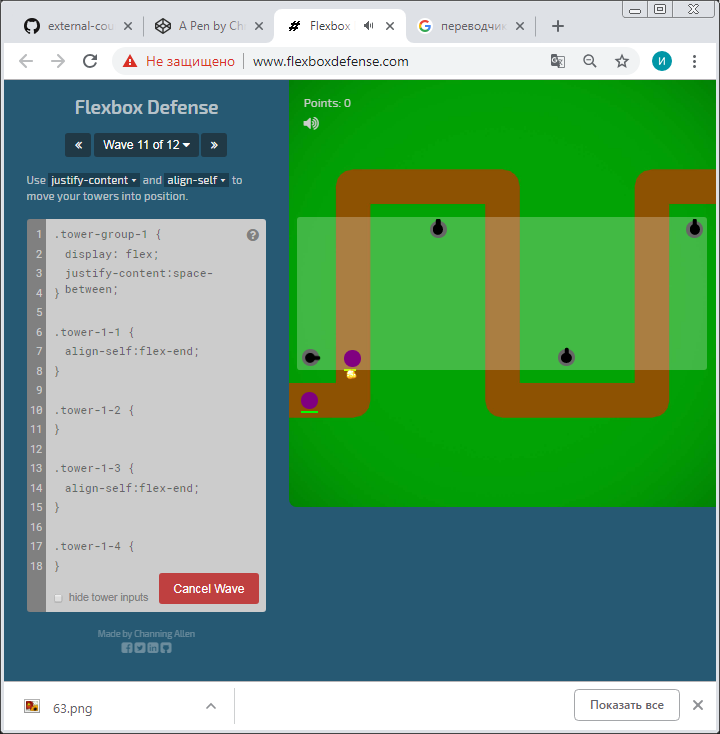 external-cou
A Pen by Cha
Flexbox
переводчик
Не защищено
www.flexboxdefense.com
И
Flexbox Defense
«
Wave 11 of 12
»
Use justify-content and align-self to
move your towers into position.
Points: 0
1 .tower-group-1 {
?
2 display: flex;
3 justify-content:space-
between;
4 }
5
6 .tower-1-1 {
7 align-self:flex-end;
8 }
9
10 .tower-1-2 {
11 }
12
13 .tower-1-3 {
14 align-self:flex-end;
15 }
16
17 .tower-1-4 {
18 }
hide tower inputs
Cancel Wave
Made by Channing Allen
63.png
Показать все